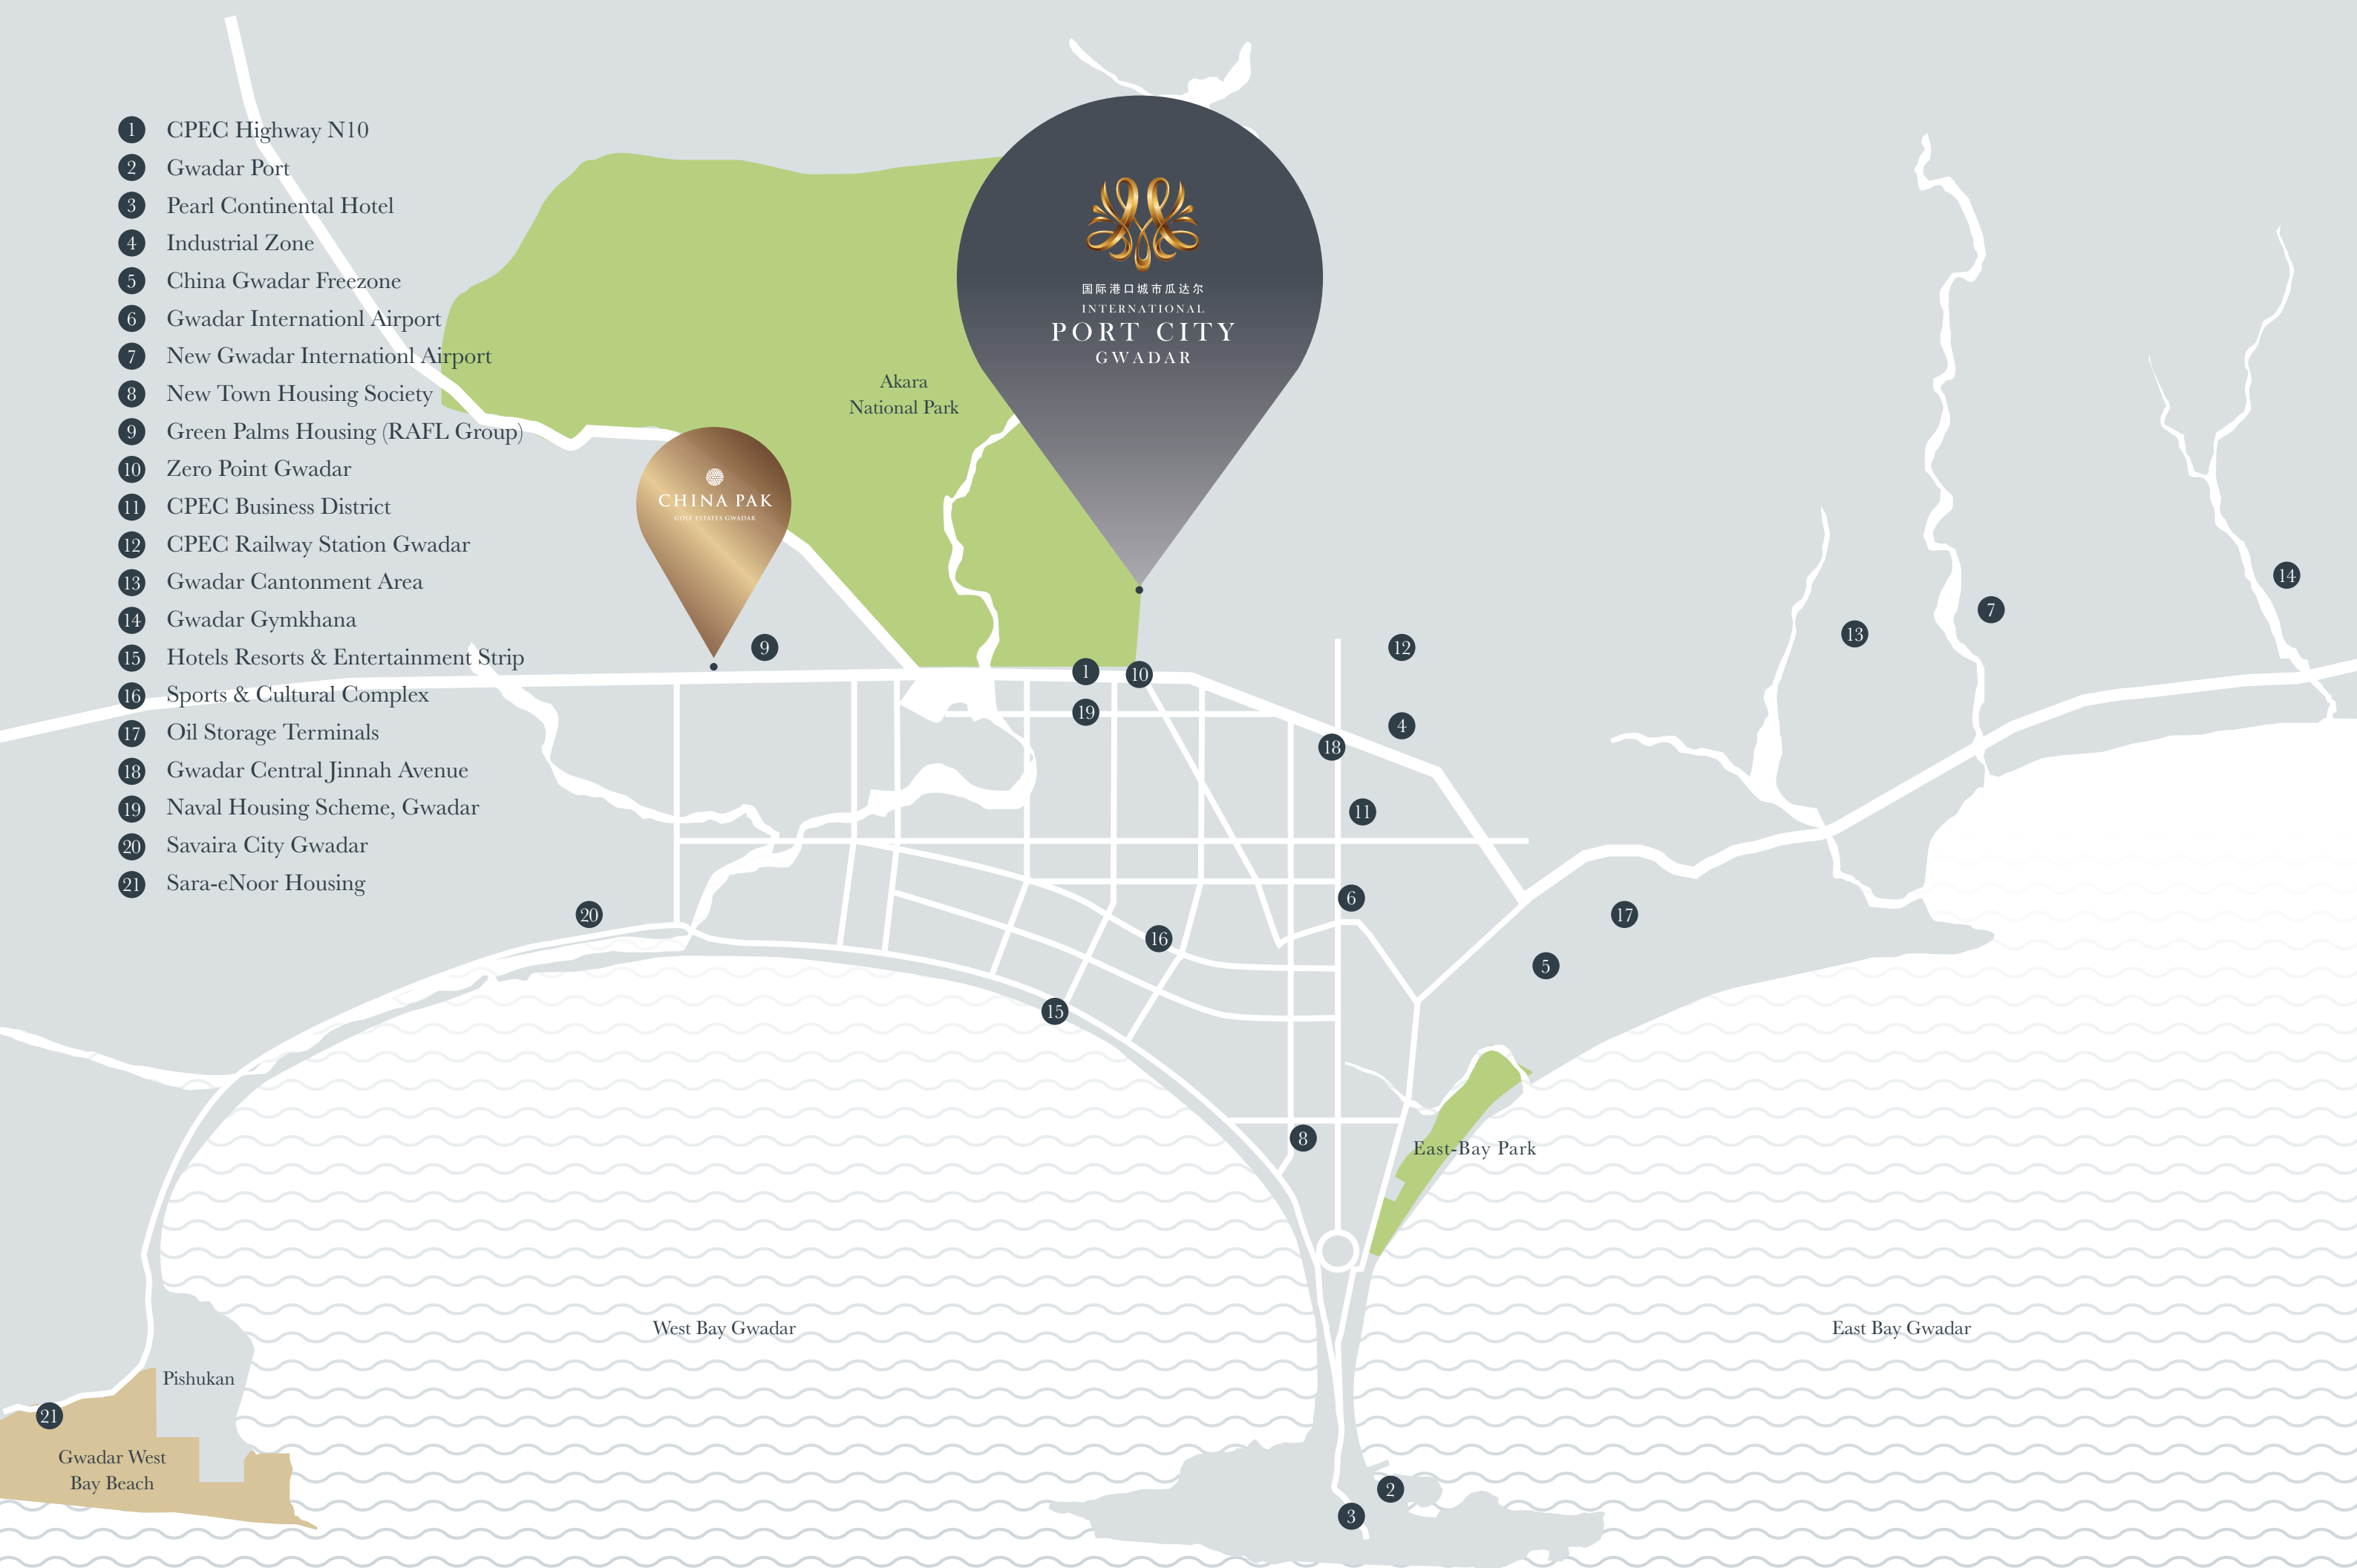 1 CPEC Highway N10
2 Gwadar Port
3 Pearl Continental Hotel
4 Industrial Zone
5 China Gwadar Freezone
6 Gwadar Internationl Airport
7 New Gwadar Internationl Airport
8 New Town Housing Society
9 Green Palms Housing (RAFL Group)
10 Zero Point Gwadar
11 CPEC Business District
12 CPEC Railway Station Gwadar
13 Gwadar Cantonment Area
14 Gwadar Gymkhana
15 Hotels Resorts & Entertainment Strip
16 Sports & Cultural Complex
17 Oil Storage Terminals
18 Gwadar Central Jinnah Avenue
19 Naval Housing Scheme, Gwadar
20 Savaira City Gwadar
21 Sara-eNoor Housing
国际港口城市瓜达尔
INTERNATIONAL
PORT CITY
GWADAR
Akara
National Park
CHINA PAK
GOLF ESTATES GWADAR
14
7
13
9
12
1
10
19
4
18
11
6
20
17
16
5
15
8
East-Bay Park
West Bay Gwadar
East Bay Gwadar
Pishukan
21
Gwadar West
Bay Beach
2
3